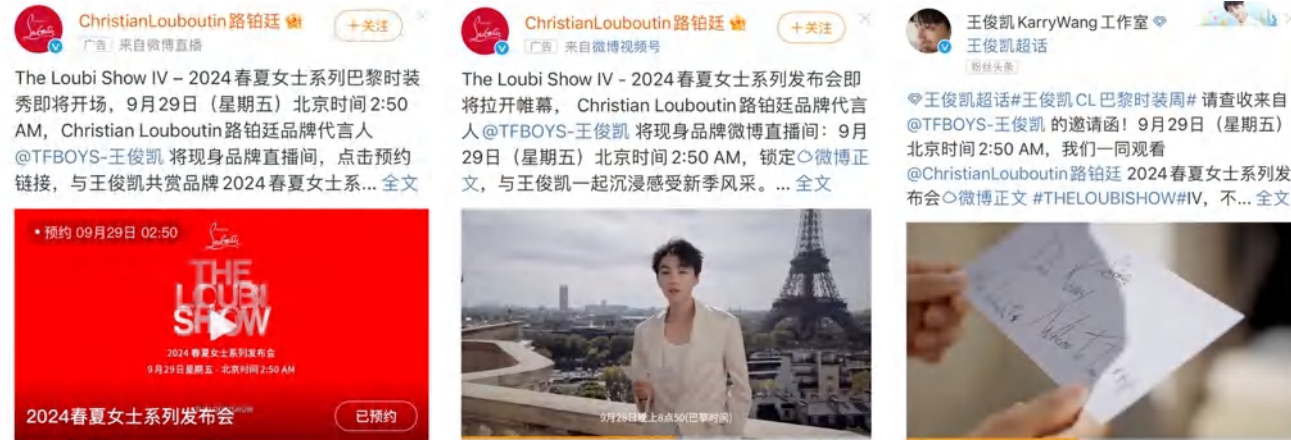 ChristianLouboutin路铂廷
+关注
广告 来自微博直播
The Loubi Show IV – 2024春夏女士系列巴黎时装
秀即将开场，9月29日（星期五）北京时间2:50
AM，Christian Louboutin路铂廷品牌代言人
@TFBOYS-王俊凯 将现身品牌直播间，点击预约
链接，与王俊凯共赏品牌2024春夏女士系... 全文
• 预约 09月29日 02:50
THE
LOUBI
SHOW
2024 春夏女士系列发布会
9月29日星期五 · 北京时间2:50 AM
2024春夏女士系列发布会
已预约
ChristianLouboutin路铂廷
+关注
广告 来自微博视频号
The Loubi Show IV - 2024春夏女士系列发布会即
将拉开帷幕， Christian Louboutin路铂廷品牌代言
人@TFBOYS-王俊凯 将现身品牌微博直播间：9月
29日（星期五）北京时间2:50 AM，锁定微博正
文，与王俊凯一起沉浸感受新季风采。... 全文
9月28日晚上8点50(巴黎时间)
王俊凯KarryWang工作室
王俊凯超话
粉丝头条
王俊凯超话#王俊凯CL巴黎时装周# 请查收来自
@TFBOYS-王俊凯 的邀请函！9月29日（星期五）
北京时间2:50 AM，我们一同观看
@ChristianLouboutin路铂廷 2024春夏女士系列发
布会微博正文 #THELOUBISHOW#IV，不... 全文